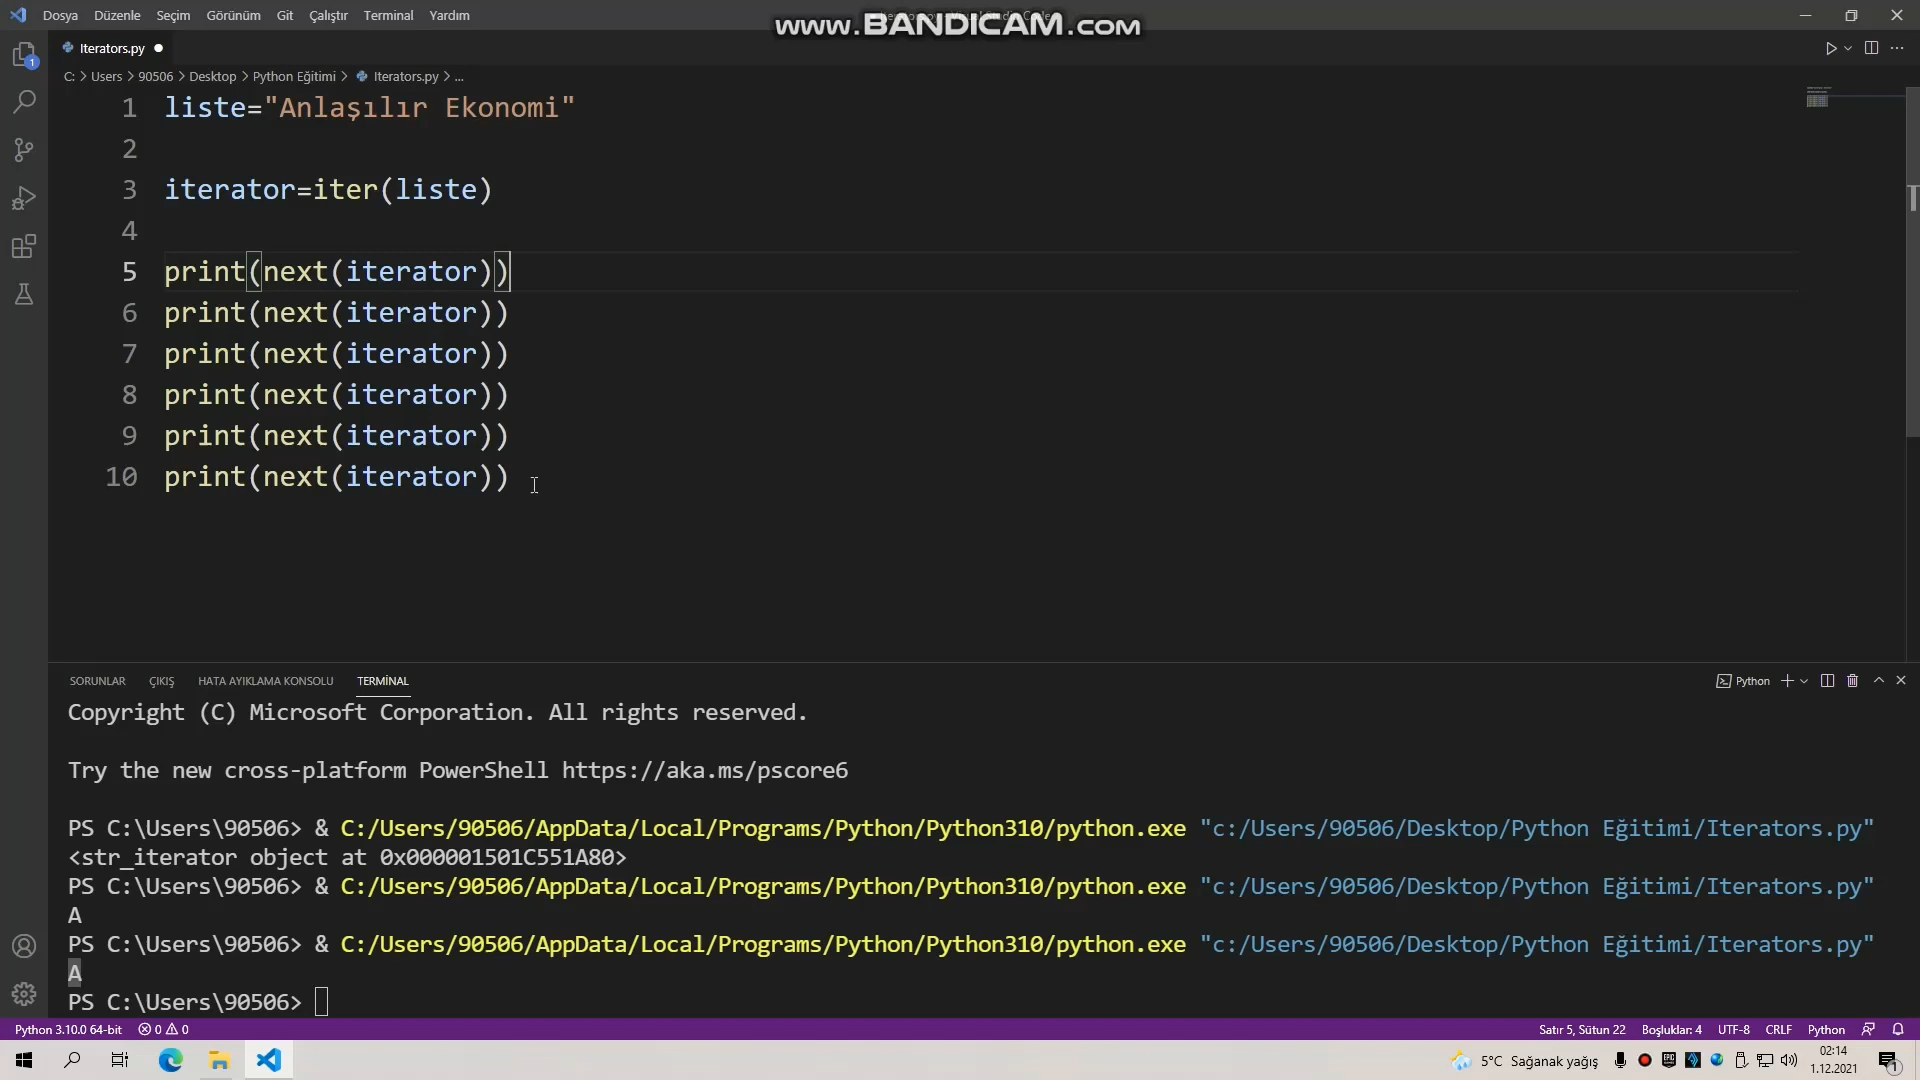 Dosya Düzenle Seçim Görünüm Git Çalıştır Terminal Yardım
www.BANDICAM.com
1
Iterators.py
C: > Users > 90506 > Desktop > Python Eğitimi > Iterators.py > ...
1 liste="Anlaşılır Ekonomi"
2
3 iterator=iter(liste)
4
5 print(next(iterator))
6 print(next(iterator))
7 print(next(iterator))
8 print(next(iterator))
9 print(next(iterator))
10 print(next(iterator))
SORUNLAR ÇIKIŞ HATA AYIKLAMA KONSOLU TERMİNAL Python
Copyright (C) Microsoft Corporation. All rights reserved.
Try the new cross-platform PowerShell https://aka.ms/pscore6
PS C:\Users\90506> & C:/Users/90506/AppData/Local/Programs/Python/Python310/python.exe "c:/Users/90506/Desktop/Python Eğitimi/Iterators.py"
<str_iterator object at 0x000001501C551A80>
PS C:\Users\90506> & C:/Users/90506/AppData/Local/Programs/Python/Python310/python.exe "c:/Users/90506/Desktop/Python Eğitimi/Iterators.py"
A
PS C:\Users\90506> & C:/Users/90506/AppData/Local/Programs/Python/Python310/python.exe "c:/Users/90506/Desktop/Python Eğitimi/Iterators.py"
A
PS C:\Users\90506>
Python 3.10.0 64-bit 0 0 Satır 5, Sütun 22 Boşluklar: 4 UTF-8 CRLF Python
5°C Sağanak yağış 02:14
1.12.2021 1